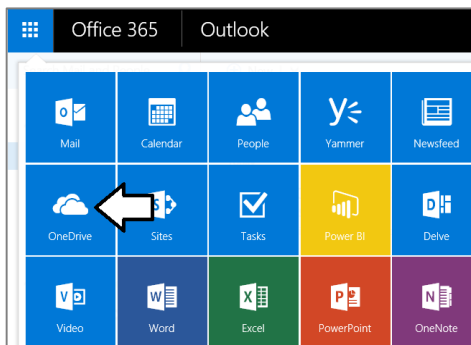 Office 365 Outlook
Mail Calendar People Yammer Newsfeed
OneDrive Sites Tasks Power BI Delve
Video Word Excel PowerPoint OneNote